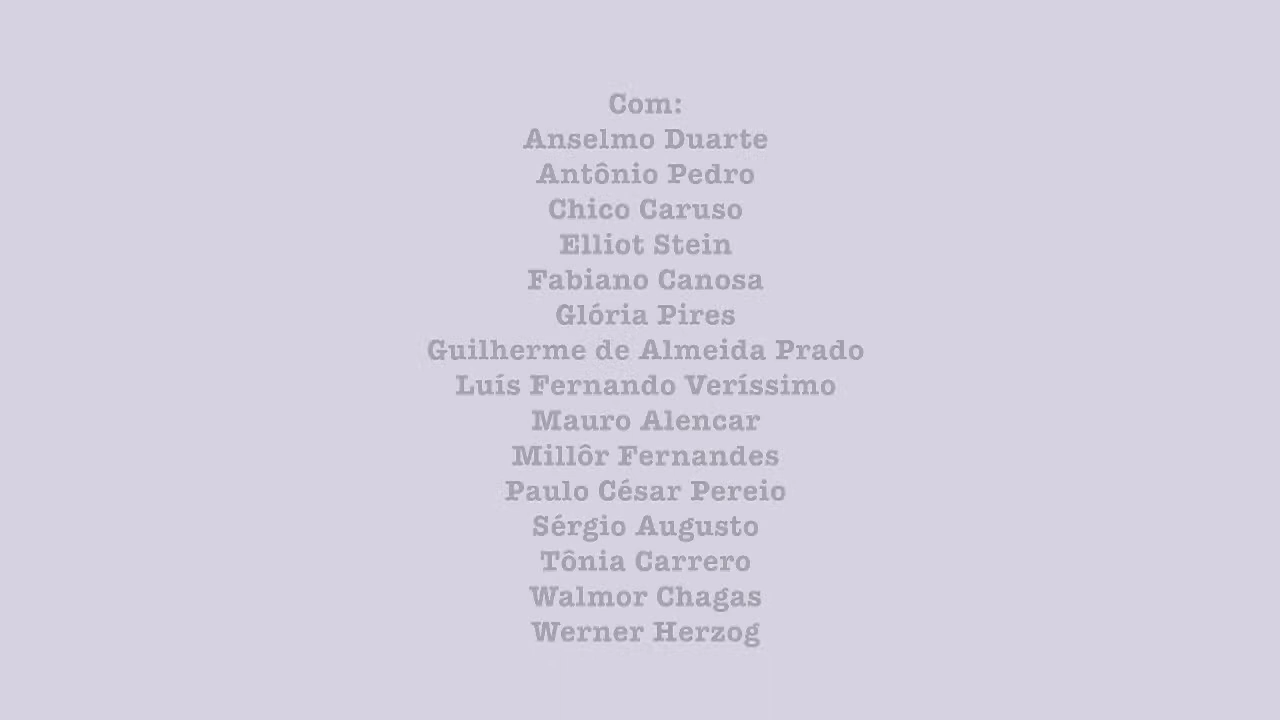 Com:
Anselmo Duarte
Antônio Pedro
Chico Caruso
Elliot Stein
Fabiano Canosa
Glória Pires
Guilherme de Almeida Prado
Luís Fernando Veríssimo
Mauro Alencar
Millôr Fernandes
Paulo César Pereio
Sérgio Augusto
Tônia Carrero
Walmor Chagas
Werner Herzog